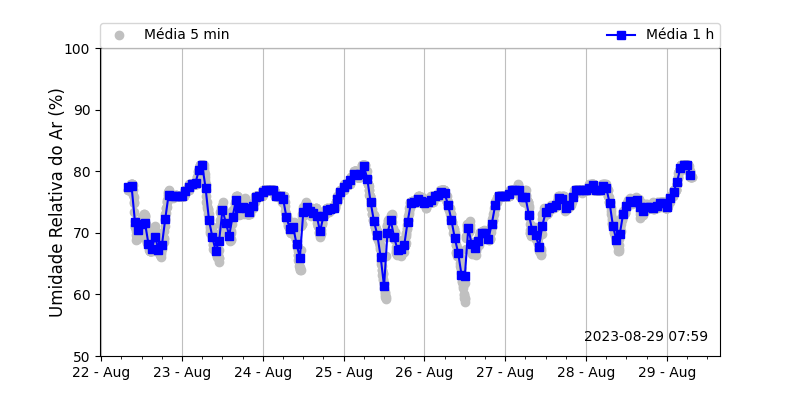 Média 5 min
Média 1 h
Umidade Relativa do Ar (%)
100
90
80
70
60
50
2023-08-29 07:59
22 - Aug
23 - Aug
24 - Aug
25 - Aug
26 - Aug
27 - Aug
28 - Aug
29 - Aug